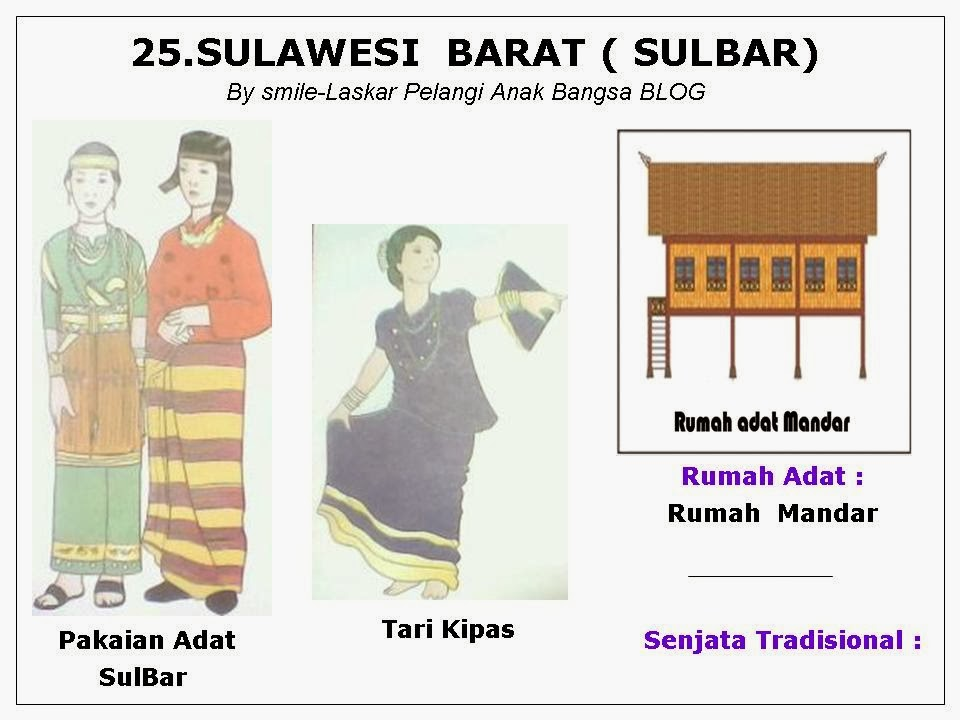 25.SULAWESI BARAT ( SULBAR)
By smile-Laskar Pelangi Anak Bangsa BLOG
Rumah adat Mandar
Rumah Adat :
Rumah Mandar
Tari Kipas
Pakaian Adat
SulBar
Senjata Tradisional :